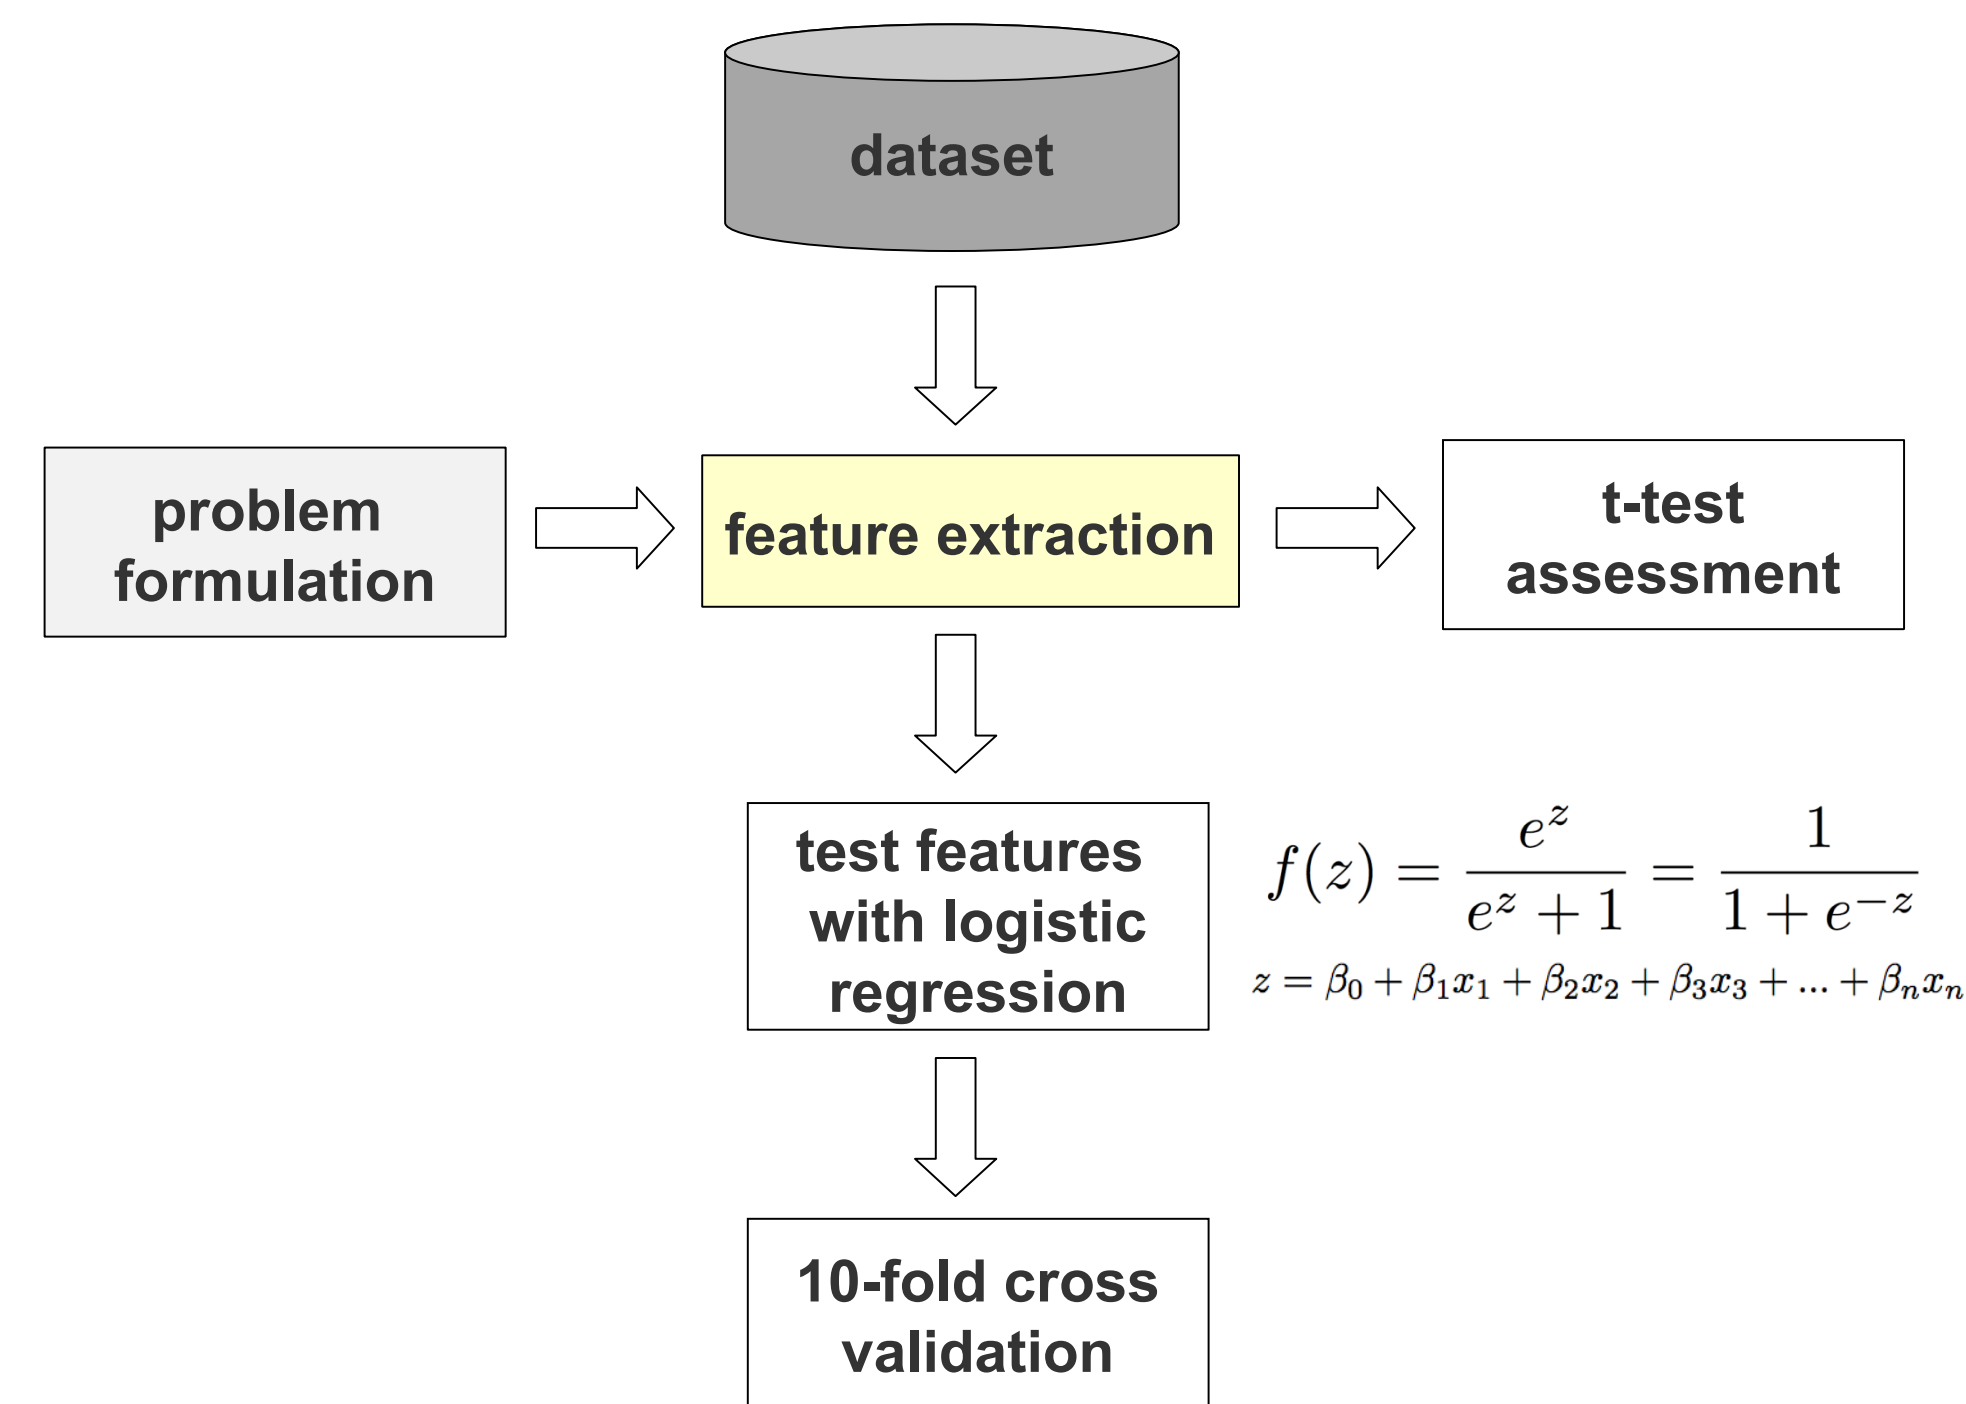 dataset
problem
formulation
feature extraction
t-test
assessment
test features
with logistic
regression
f(z) = e^z / (e^z + 1) = 1 / (1 + e^{-z})
z = β₀ + β₁x₁ + β₂x₂ + β₃x₃ + ... + βₙxₙ
10-fold cross
validation